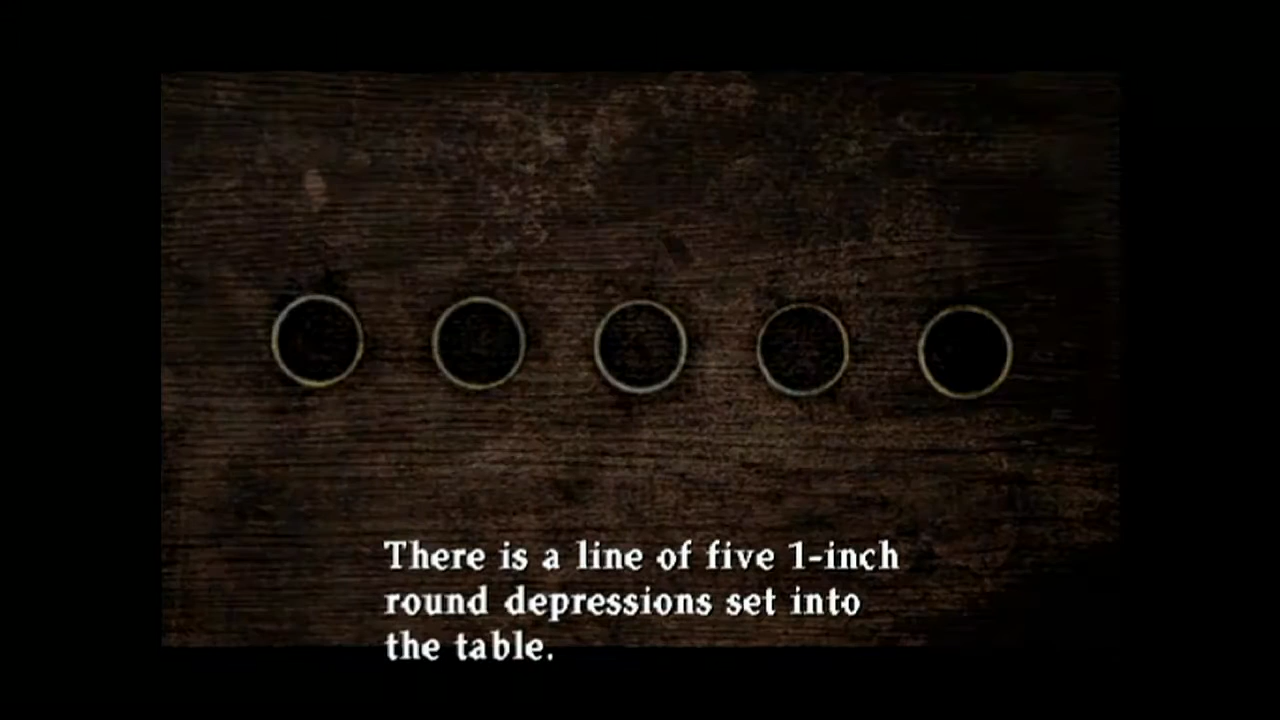 There is a line of five 1-inch
round depressions set into
the table.